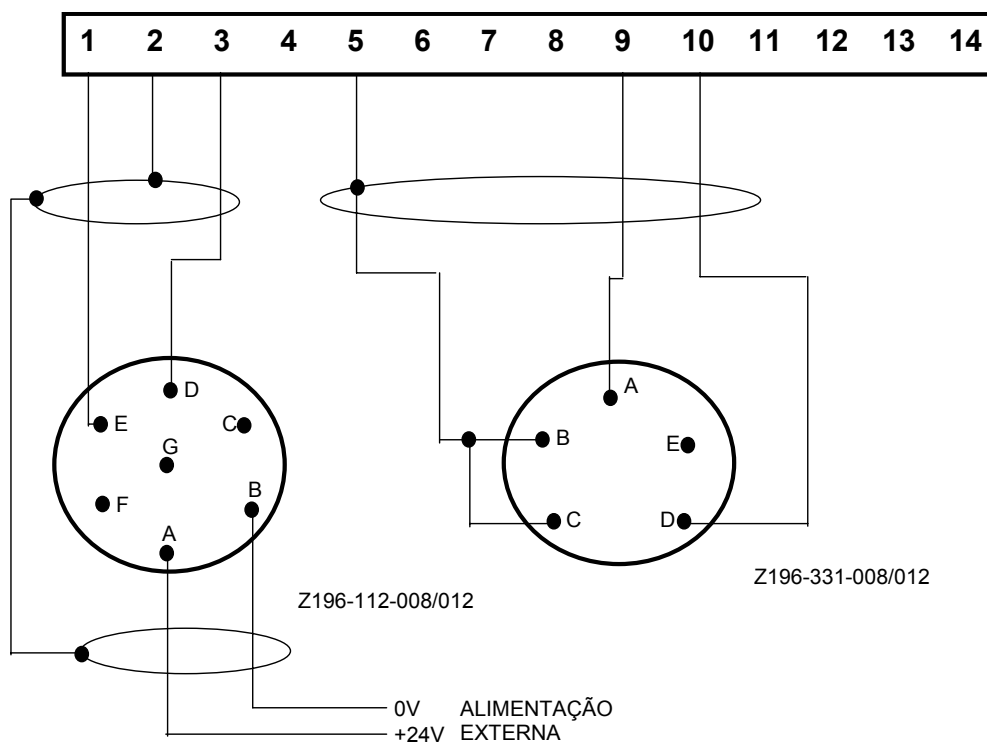 1 2 3 4 5 6 7 8 9 10 11 12 13 14
D
E
C
G
F
B
A
A
B
E
C
D
Z196-112-008/012
Z196-331-008/012
0V ALIMENTAÇÃO
+24V EXTERNA